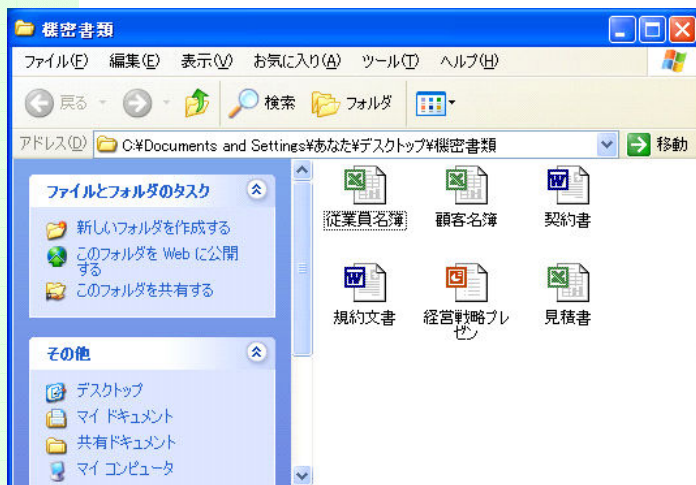 機密書類
ファイル(F) 編集(E) 表示(V) お気に入り(A) ツール(T) ヘルプ(H)
戻る 検索 フォルダ
アドレス(D) C:¥Documents and Settings¥あなた¥デスクトップ¥機密書類 移動
ファイルとフォルダのタスク
新しいフォルダを作成する
このフォルダを Web に公開
する
このフォルダを共有する
その他
デスクトップ
マイ ドキュメント
共有ドキュメント
マイ コンピュータ
従業員名簿 顧客名簿 契約書
規約文書 経営戦略プレ 見積書
ゼン